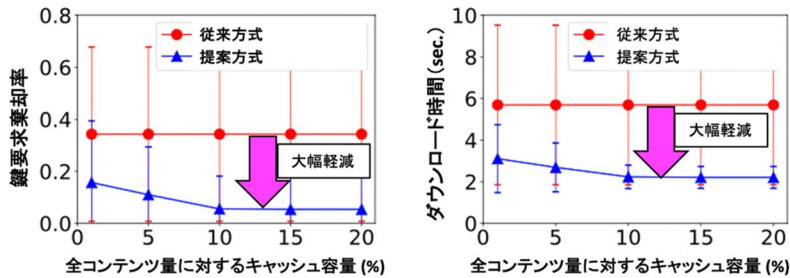 0.8
0.6
0.4
0.2
0.0
鍵要求棄却率
従来方式
提案方式
大幅軽減
0 5 10 15 20
全コンテンツ量に対するキャッシュ容量 (%)
10
8
6
4
2
0
ダウンロード時間(sec.)
従来方式
提案方式
大幅軽減
0 5 10 15 20
全コンテンツ量に対するキャッシュ容量 (%)